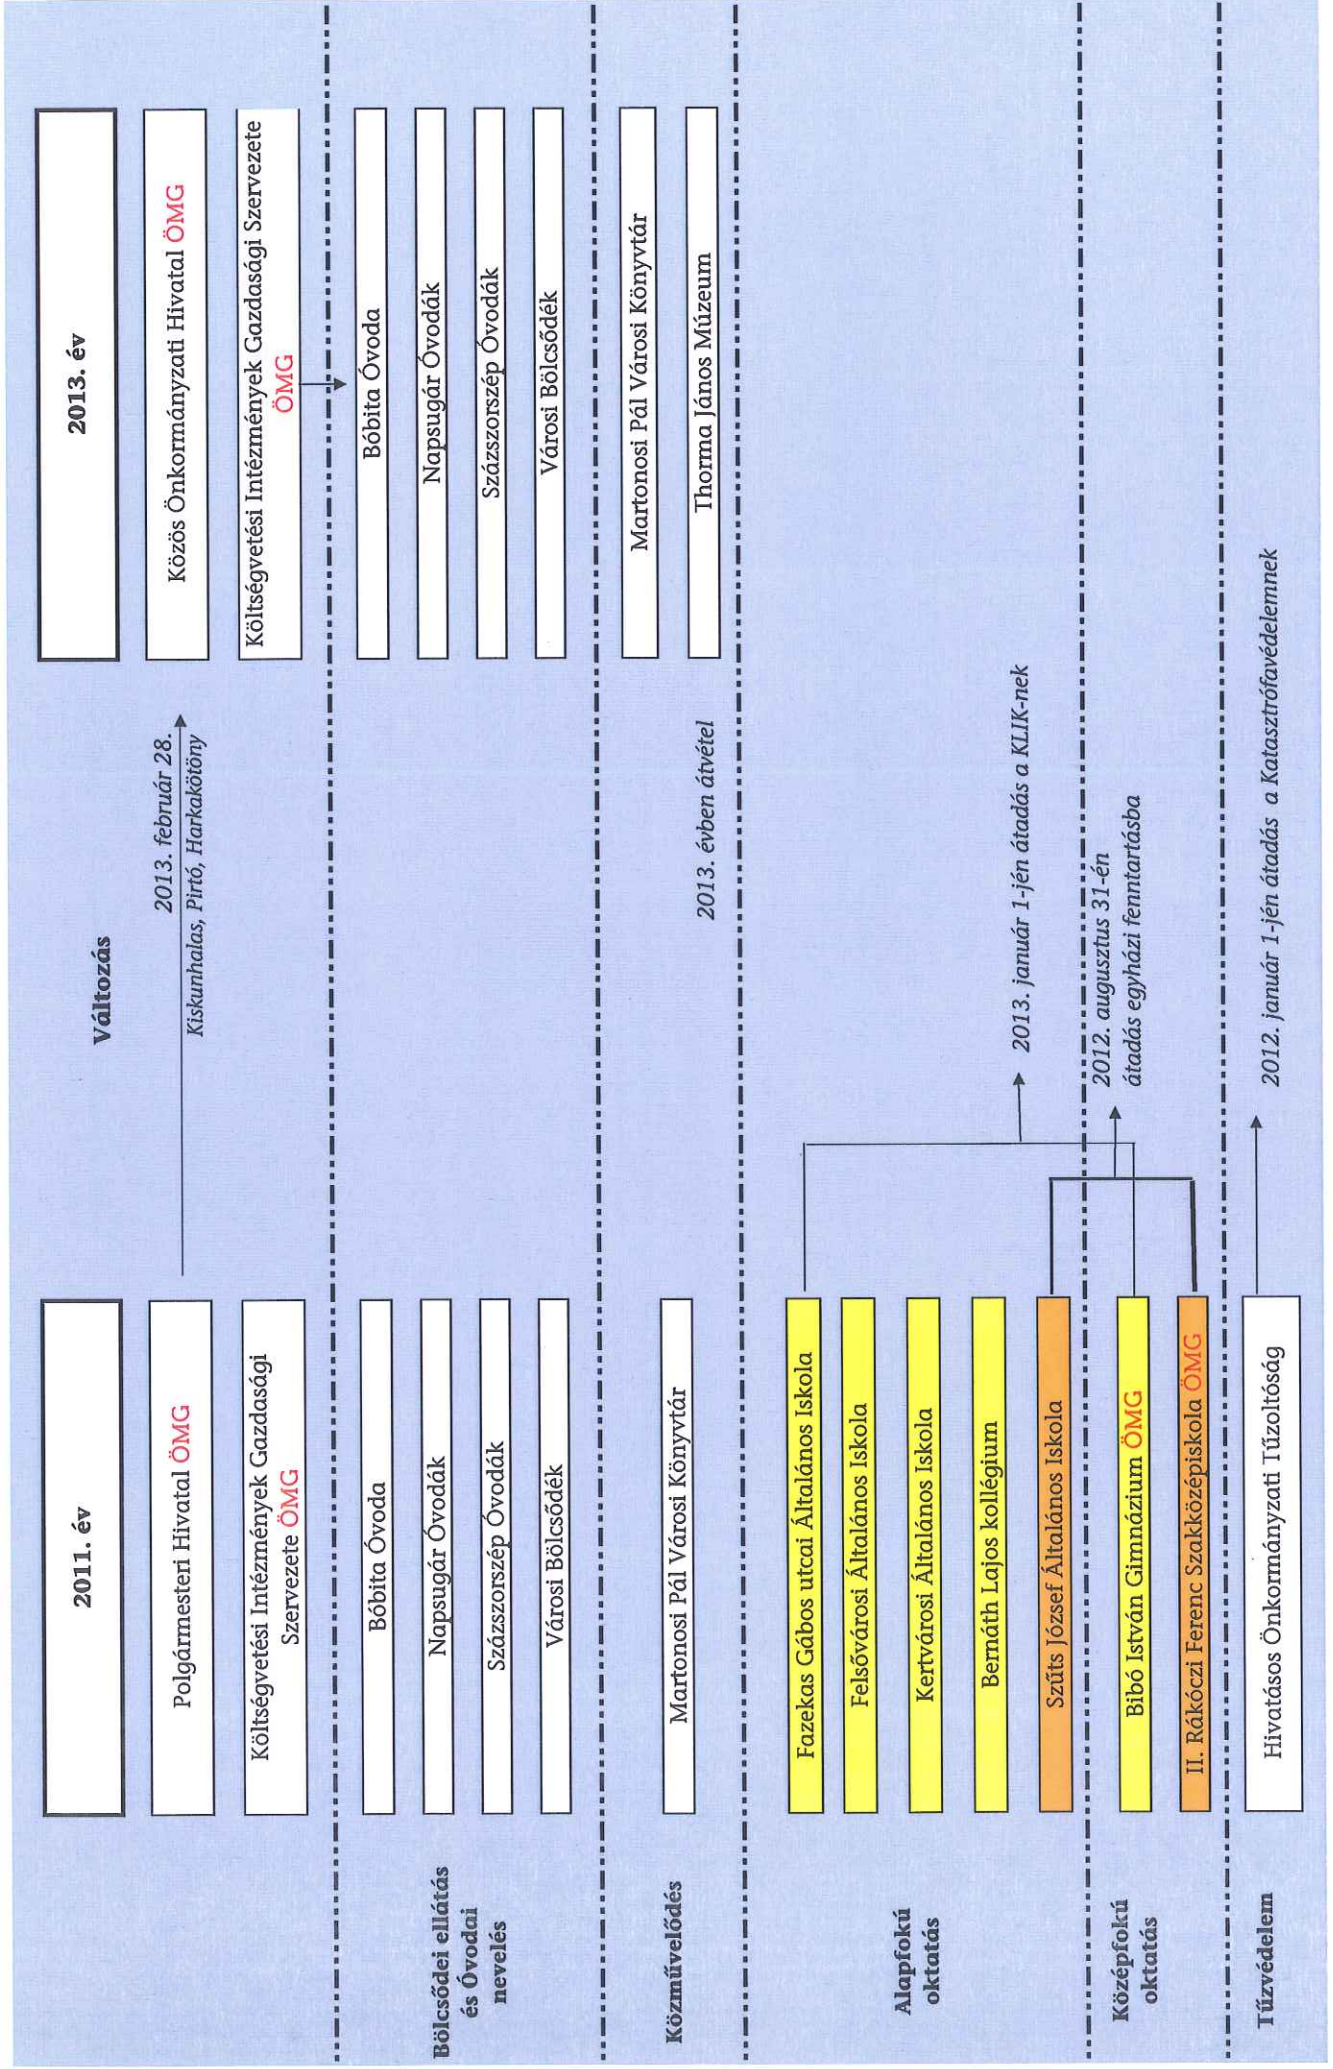 2011. év
Változás
2013. év
Polgármesteri Hivatal ÖMG
2013. február 28.
Kiskunhalas, Pirtó, Harkakötöny
Közös Önkormányzati Hivatal ÖMG
Költségvetési Intézmények Gazdasági
Szervezete ÖMG
Költségvetési Intézmények Gazdasági Szervezete
ÖMG
Bölcsődei ellátás
és Óvodai
nevelés
Bóbita Óvoda
Bóbita Óvoda
Napsugár Óvodák
Napsugár Óvodák
Százszorszép Óvodák
Százszorszép Óvodák
Városi Bölcsődék
Városi Bölcsődék
Közművelődés
Martonosi Pál Városi Könyvtár
Martonosi Pál Városi Könyvtár
2013. évben átvétel
Thorma János Múzeum
Alapfokú
oktatás
Fazekas Gábos utcai Általános Iskola
Felsővárosi Általános Iskola
Kertvárosi Általános Iskola
Bernáth Lajos kollégium
Szűts József Általános Iskola
2013. január 1-jén átadás a KLIK-nek
Középfokú
oktatás
Bibó István Gimnázium ÖMG
II. Rákóczi Ferenc Szakközépiskola ÖMG
2012. augusztus 31-én
átadás egyházi fenntartásba
Tűzvédelem
Hivatásos Önkormányzati Tűzoltóság
2012. január 1-jén átadás a Katasztrófavédelemnek